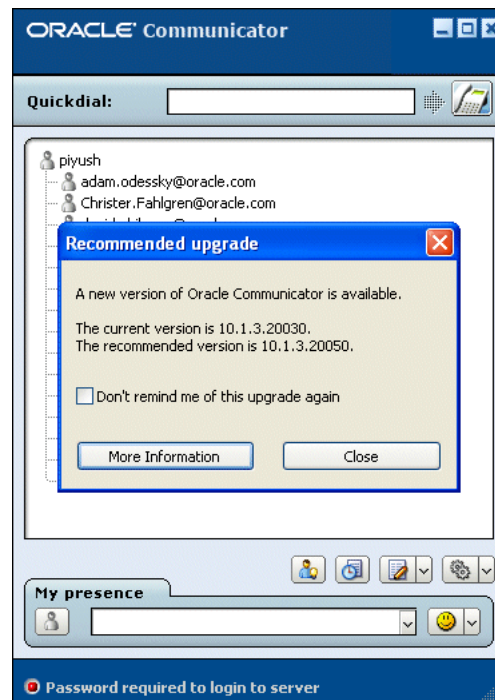 ORACLE Communicator
Quickdial:
piyush
adam.odessky@oracle.com
Christer.Fahlgren@oracle.com
Recommended upgrade
A new version of Oracle Communicator is available.
The current version is 10.1.3.20030.
The recommended version is 10.1.3.20050.
Don't remind me of this upgrade again
More Information
Close
My presence
Password required to login to server